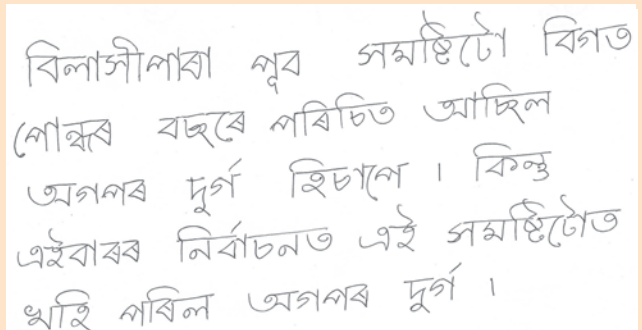 বিলাসীপাৰা পূব সমষ্টিটো বিগত
পোন্ধৰ বছৰে পৰিচিত আছিল
অগপৰ দুৰ্গ হিচাপে । কিন্তু
এইবাৰৰ নিৰ্বাচনত এই সমষ্টিটোত
খহি পৰিল অগপৰ দুৰ্গ ।